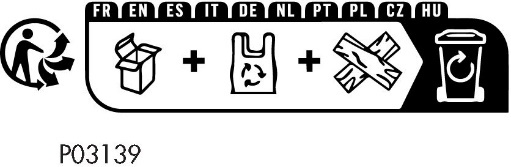 FR EN ES IT DE NL PT PL CZ HU
P03139